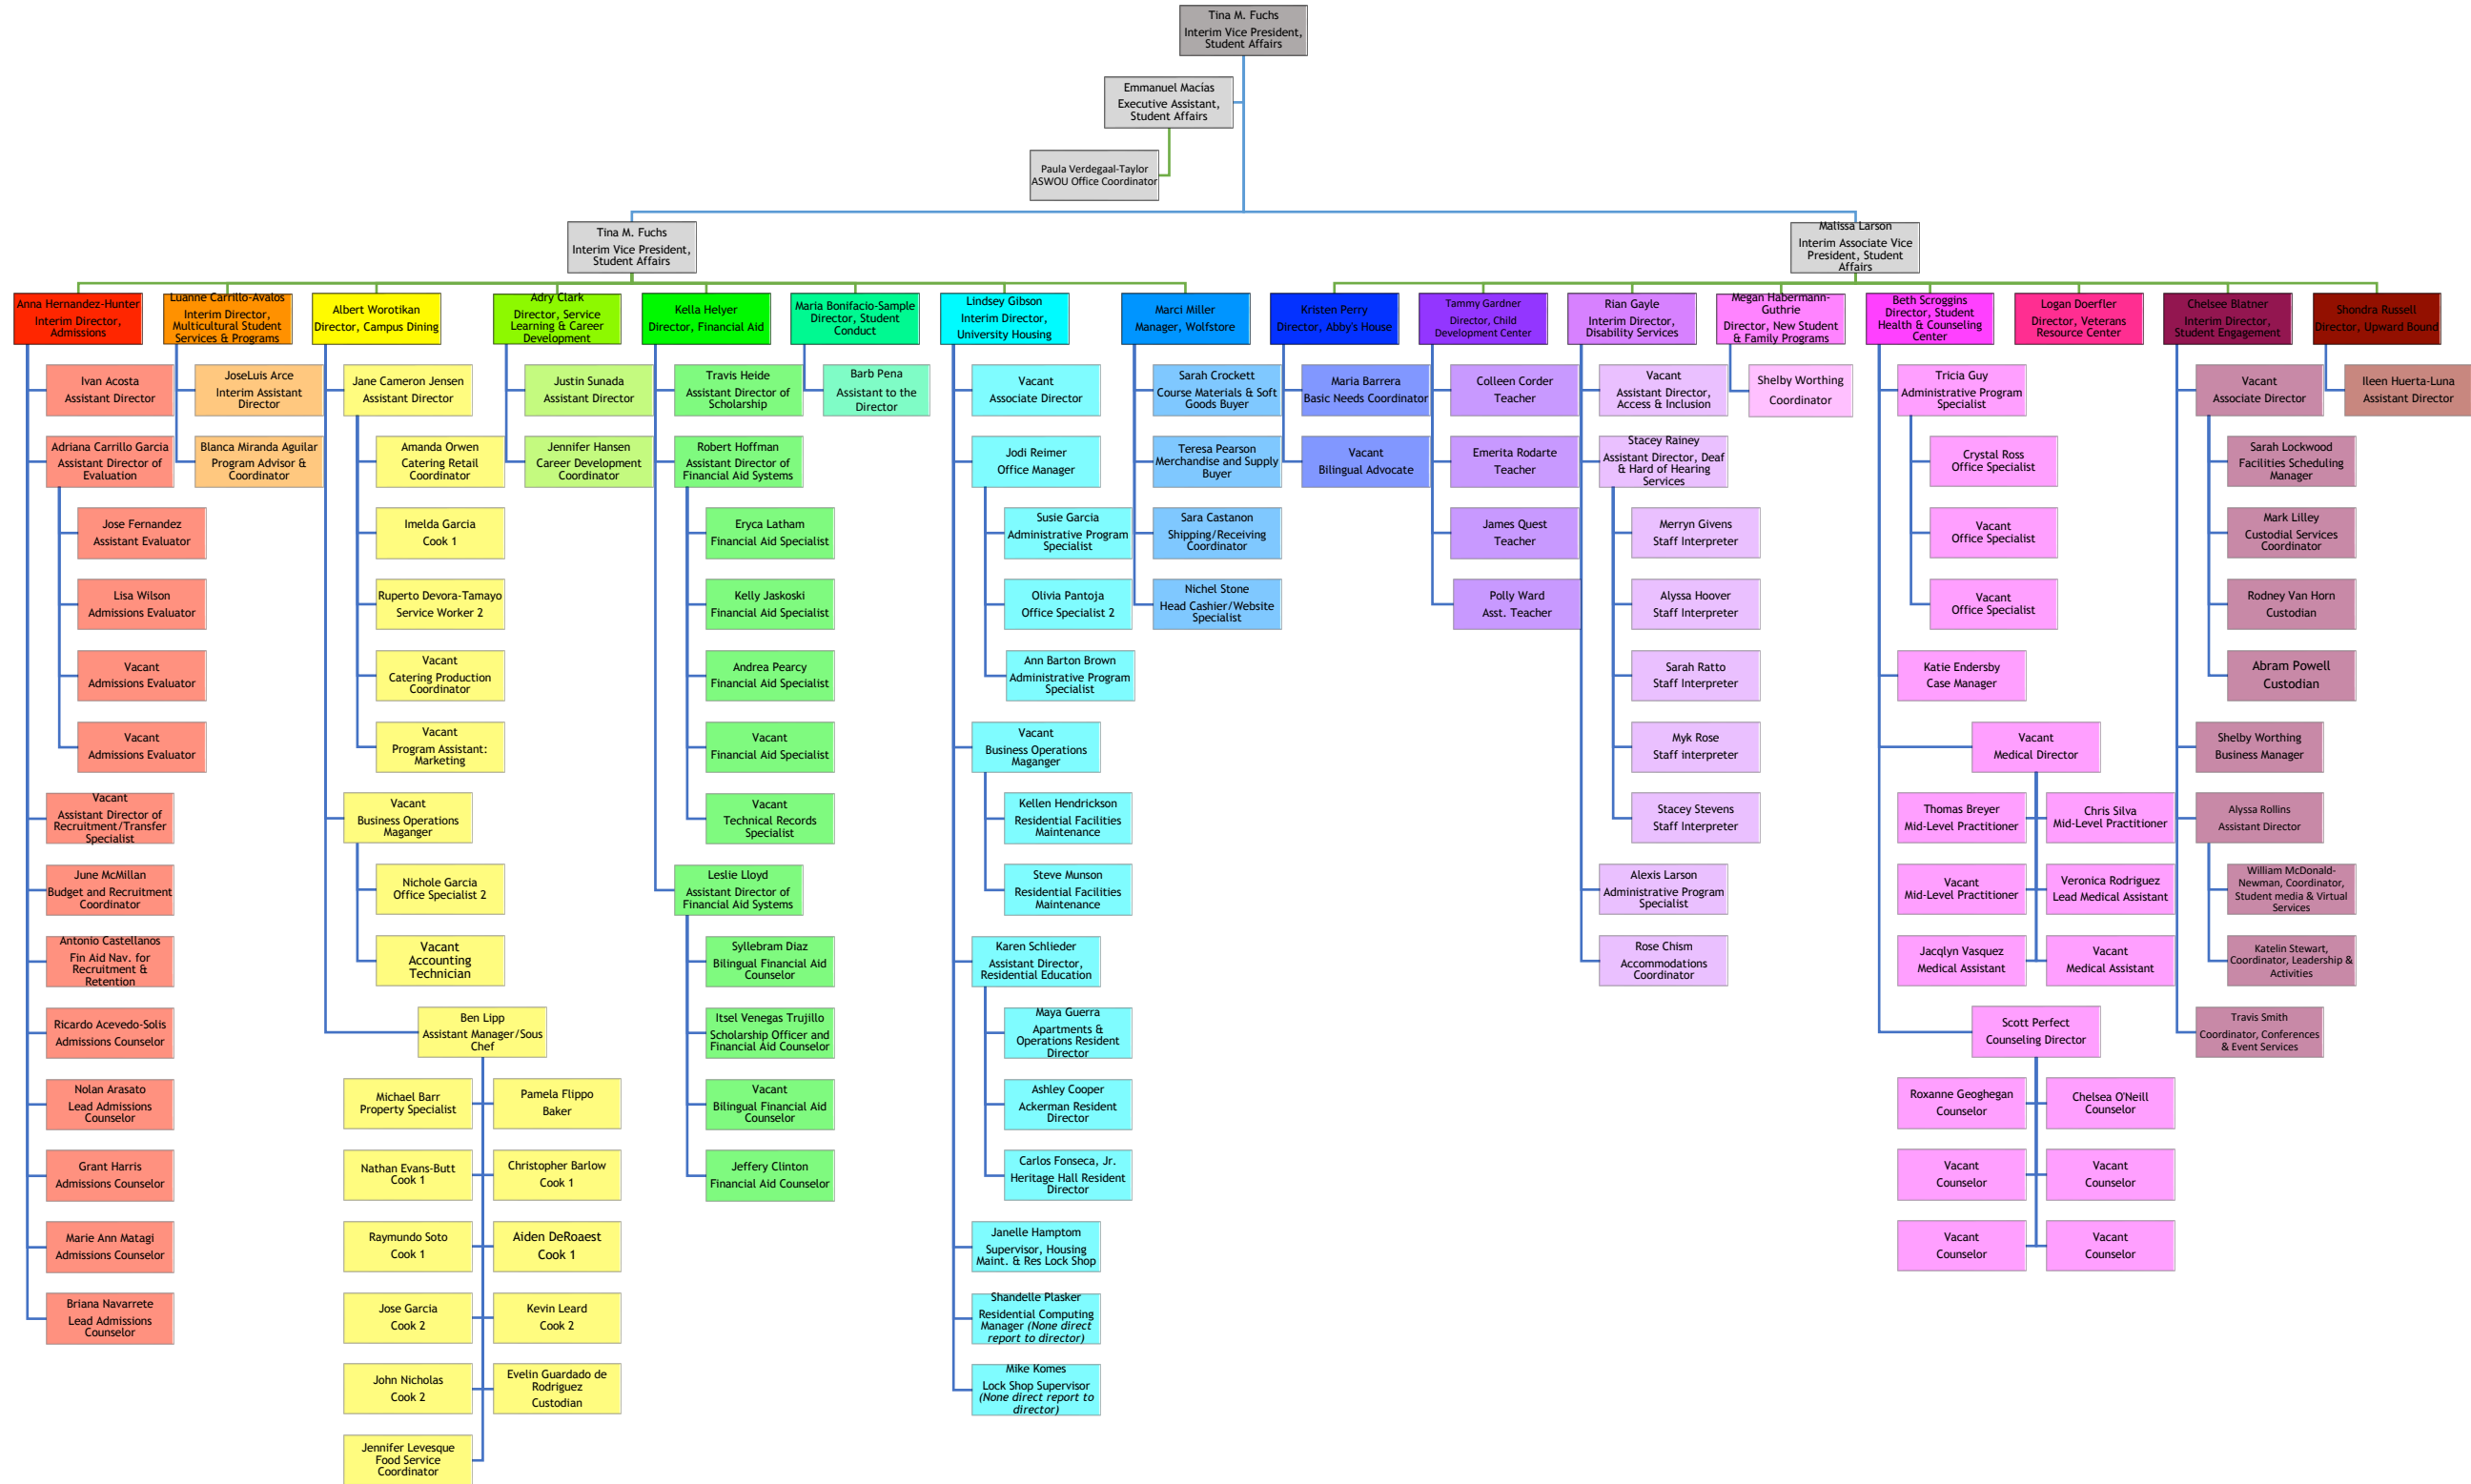 Tina M. Fuchs
Interim Vice President,
Student Affairs
Emmanuel Macías
Executive Assistant,
Student Affairs
Paula Verdegaal-Taylor
ASWOU Office Coordinator
Tina M. Fuchs
Interim Vice President,
Student Affairs
Malissa Larson
Interim Associate Vice
President, Student
Affairs
Anna Hernandez-Hunter
Interim Director,
Admissions
Ivan Acosta
Assistant Director
Adriana Carrillo Garcia
Assistant Director of
Evaluation
Jose Fernandez
Assistant Evaluator
Lisa Wilson
Admissions Evaluator
Vacant
Admissions Evaluator
Vacant
Admissions Evaluator
Vacant
Assistant Director of
Recruitment/Transfer
Specialist
June McMillan
Budget and Recruitment
Coordinator
Antonio Castellanos
Fin Aid Nav. for
Recruitment &
Retention
Ricardo Acevedo-Solis
Admissions Counselor
Nolan Arasato
Lead Admissions
Counselor
Grant Harris
Admissions Counselor
Marie Ann Matagi
Admissions Counselor
Briana Navarrete
Lead Admissions
Counselor
Luanne Carrillo-Avalos
Interim Director,
Multicultural Student
Services & Programs
JoseLuis Arce
Interim Assistant
Director
Blanca Miranda Aguilar
Program Advisor &
Coordinator
Albert Worotikan
Director, Campus Dining
Jane Cameron Jensen
Assistant Director
Amanda Orwen
Catering Retail
Coordinator
Imelda Garcia
Cook 1
Ruperto Devora-Tamayo
Service Worker 2
Vacant
Catering Production
Coordinator
Vacant
Program Assistant:
Marketing
Vacant
Business Operations
Maganger
Nichole Garcia
Office Specialist 2
Vacant
Accounting
Technician
Ben Lipp
Assistant Manager/Sous
Chef
Michael Barr
Property Specialist
Pamela Flippo
Baker
Nathan Evans-Butt
Cook 1
Christopher Barlow
Cook 1
Raymundo Soto
Cook 1
Aiden DeRoaest
Cook 1
Jose Garcia
Cook 2
Kevin Leard
Cook 2
John Nicholas
Cook 2
Evelin Guardado de
Rodriguez
Custodian
Jennifer Levesque
Food Service
Coordinator
Adry Clark
Director, Service
Learning & Career
Development
Justin Sunada
Assistant Director
Jennifer Hansen
Career Development
Coordinator
Kella Helyer
Director, Financial Aid
Travis Heide
Assistant Director of
Scholarship
Robert Hoffman
Assistant Director of
Financial Aid Systems
Eryca Latham
Financial Aid Specialist
Kelly Jaskoski
Financial Aid Specialist
Andrea Pearcy
Financial Aid Specialist
Vacant
Financial Aid Specialist
Vacant
Technical Records
Specialist
Leslie Lloyd
Assistant Director of
Financial Aid Systems
Syllebram Diaz
Bilingual Financial Aid
Counselor
Itsel Venegas Trujillo
Scholarship Officer and
Financial Aid Counselor
Vacant
Bilingual Financial Aid
Counselor
Jeffery Clinton
Financial Aid Counselor
Maria Bonifacio-Sample
Director, Student
Conduct
Barb Pena
Assistant to the
Director
Lindsey Gibson
Interim Director,
University Housing
Vacant
Associate Director
Jodi Reimer
Office Manager
Susie Garcia
Administrative Program
Specialist
Olivia Pantoja
Office Specialist 2
Ann Barton Brown
Administrative Program
Specialist
Vacant
Business Operations
Maganger
Kellen Hendrickson
Residential Facilities
Maintenance
Steve Munson
Residential Facilities
Maintenance
Karen Schlieder
Assistant Director,
Residential Education
Maya Guerra
Apartments &
Operations Resident
Director
Ashley Cooper
Ackerman Resident
Director
Carlos Fonseca, Jr.
Heritage Hall Resident
Director
Janelle Hamptom
Supervisor, Housing
Maint. & Res Lock Shop
Shandelle Plasker
Residential Computing
Manager (None direct
report to director)
Mike Komes
Lock Shop Supervisor
(None direct report to
director)
Marci Miller
Manager, Wolfstore
Sarah Crockett
Course Materials & Soft
Goods Buyer
Teresa Pearson
Merchandise and Supply
Buyer
Sara Castanon
Shipping/Receiving
Coordinator
Nichel Stone
Head Cashier/Website
Specialist
Kristen Perry
Director, Abby's House
Maria Barrera
Basic Needs Coordinator
Vacant
Bilingual Advocate
Tammy Gardner
Director, Child
Development Center
Colleen Corder
Teacher
Emerita Rodarte
Teacher
James Quest
Teacher
Polly Ward
Asst. Teacher
Rian Gayle
Interim Director,
Disability Services
Vacant
Assistant Director,
Access & Inclusion
Stacey Rainey
Assistant Director, Deaf
& Hard of Hearing
Services
Merryn Givens
Staff Interpreter
Alyssa Hoover
Staff Interpreter
Sarah Ratto
Staff Interpreter
Myk Rose
Staff interpreter
Stacey Stevens
Staff Interpreter
Alexis Larson
Administrative Program
Specialist
Rose Chism
Accommodations
Coordinator
Megan Habermann-
Guthrie
Director, New Student
& Family Programs
Shelby Worthing
Coordinator
Beth Scroggins
Director, Student
Health & Counseling
Center
Tricia Guy
Administrative Program
Specialist
Crystal Ross
Office Specialist
Vacant
Office Specialist
Vacant
Office Specialist
Katie Endersby
Case Manager
Vacant
Medical Director
Thomas Breyer
Mid-Level Practitioner
Chris Silva
Mid-Level Practitioner
Vacant
Mid-Level Practitioner
Veronica Rodriguez
Lead Medical Assistant
Jacqlyn Vasquez
Medical Assistant
Vacant
Medical Assistant
Scott Perfect
Counseling Director
Roxanne Geoghegan
Counselor
Chelsea O'Neill
Counselor
Vacant
Counselor
Vacant
Counselor
Vacant
Counselor
Vacant
Counselor
Logan Doerfler
Director, Veterans
Resource Center
Chelsee Blatner
Interim Director,
Student Engagement
Vacant
Associate Director
Sarah Lockwood
Facilities Scheduling
Manager
Mark Lilley
Custodial Services
Coordinator
Rodney Van Horn
Custodian
Abram Powell
Custodian
Shelby Worthing
Business Manager
Alyssa Rollins
Assistant Director
William McDonald-
Newman, Coordinator,
Student media & Virtual
Services
Katelin Stewart,
Coordinator, Leadership &
Activities
Travis Smith
Coordinator, Conferences
& Event Services
Shondra Russell
Director, Upward Bound
Ileen Huerta-Luna
Assistant Director